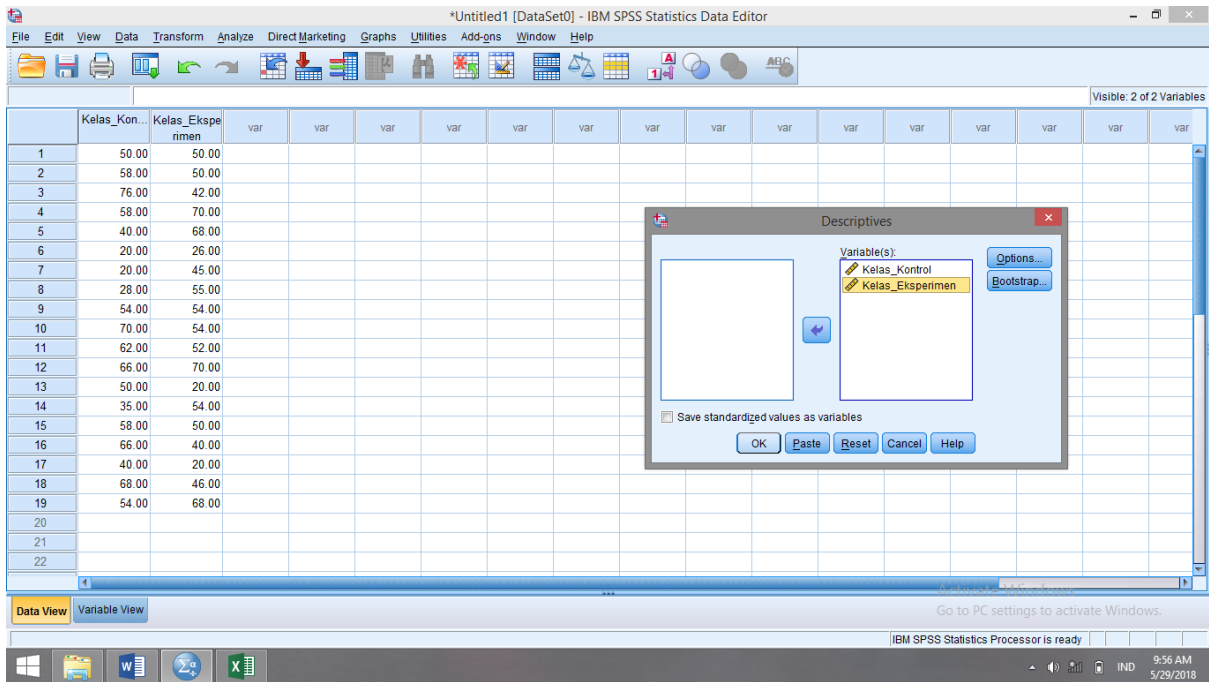 *Untitled1 [DataSet0] - IBM SPSS Statistics Data Editor
File Edit View Data Transform Analyze Direct Marketing Graphs Utilities Add-ons Window Help
Visible: 2 of 2 Variables
Kelas_Kon... Kelas_Ekspe var var var var var var var var var var var var var var var
rimen
1 50.00 50.00
2 58.00 50.00
3 76.00 42.00
4 58.00 70.00
5 40.00 68.00
6 20.00 26.00
7 20.00 45.00
8 28.00 55.00
9 54.00 54.00
10 70.00 54.00
11 62.00 52.00
12 66.00 70.00
13 50.00 20.00
14 35.00 54.00
15 58.00 50.00
16 66.00 40.00
17 40.00 20.00
18 68.00 46.00
19 54.00 68.00
20
21
22
Descriptives
Variable(s):
Kelas_Kontrol
Kelas_Eksperimen
Options...
Bootstrap...
Save standardized values as variables
OK Paste Reset Cancel Help
Data View Variable View
Go to PC settings to activate Windows.
IBM SPSS Statistics Processor is ready
IND 9:56 AM
5/29/2018